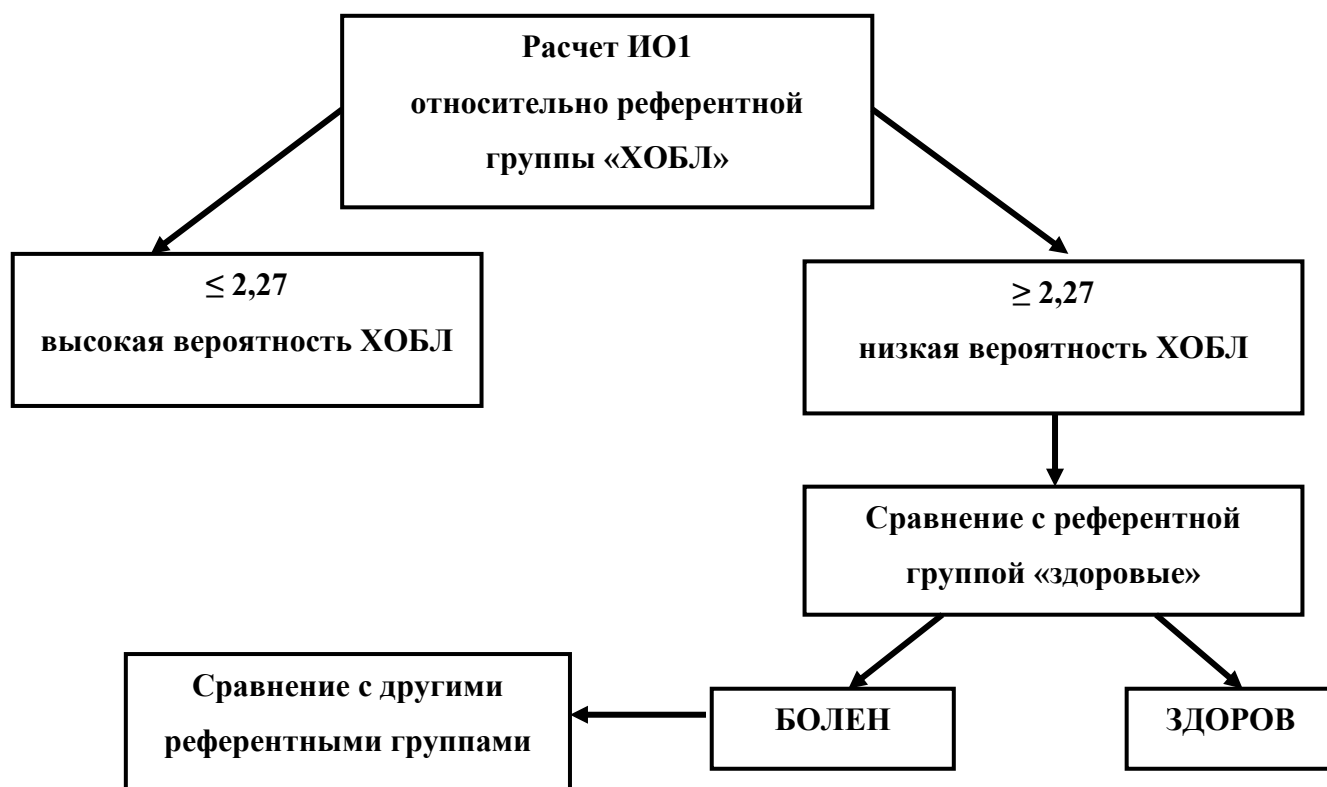 Расчет ИО1
относительно референтной
группы «ХОБЛ»
≤ 2,27
высокая вероятность ХОБЛ
≥ 2,27
низкая вероятность ХОБЛ
Сравнение с референтной
группой «здоровые»
Сравнение с другими
референтными группами
БОЛЕН
ЗДОРОВ